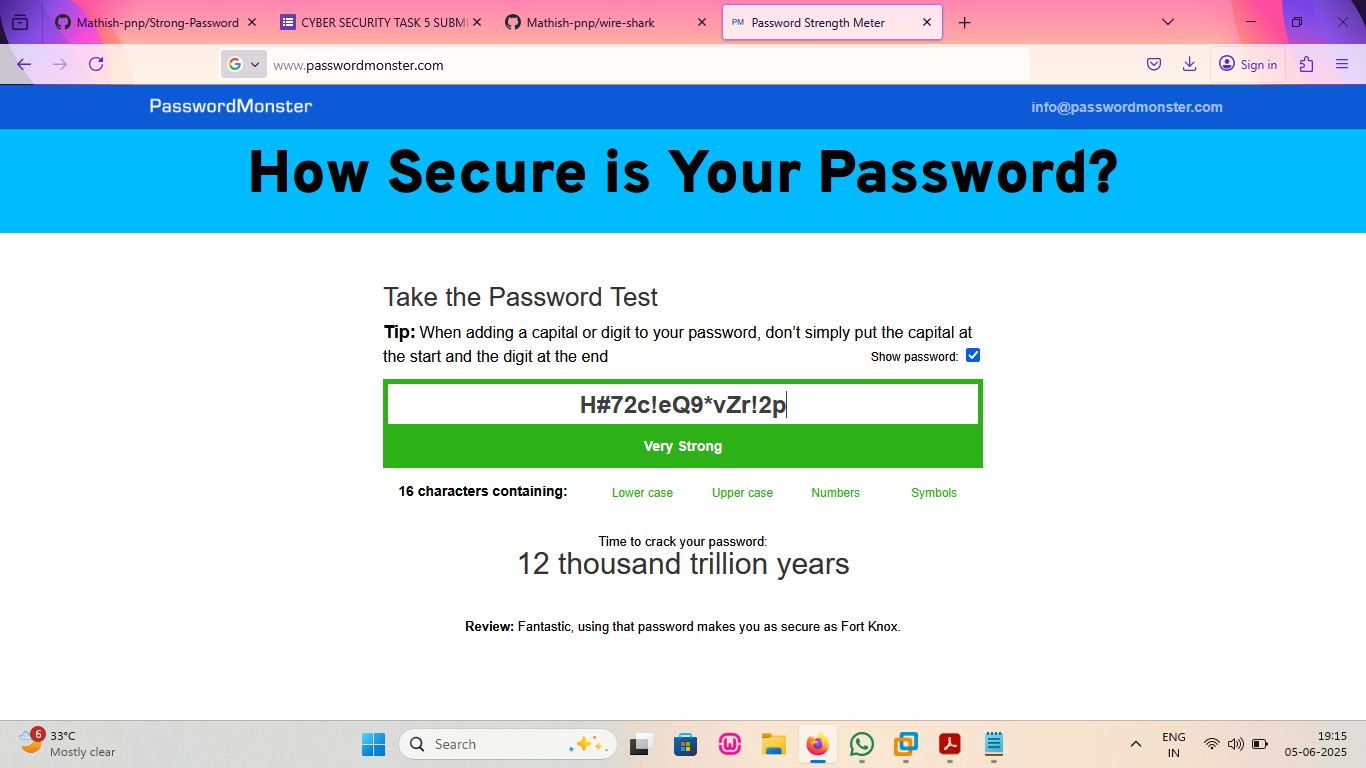 Mathish-pnp/Strong-Password
CYBER SECURITY TASK 5 SUBMI
Mathish-pnp/wire-shark
PM Password Strength Meter
www.passwordmonster.com
Sign in
PasswordMonster
info@passwordmonster.com
How Secure is Your Password?
Take the Password Test
Tip: When adding a capital or digit to your password, don't simply put the capital at
the start and the digit at the end
Show password:
H#72c!eQ9*vZr!2p
Very Strong
16 characters containing: Lower case Upper case Numbers Symbols
Time to crack your password:
12 thousand trillion years
Review: Fantastic, using that password makes you as secure as Fort Knox.
6
33°C
Mostly clear
Search
ENG
IN
19:15
05-06-2025